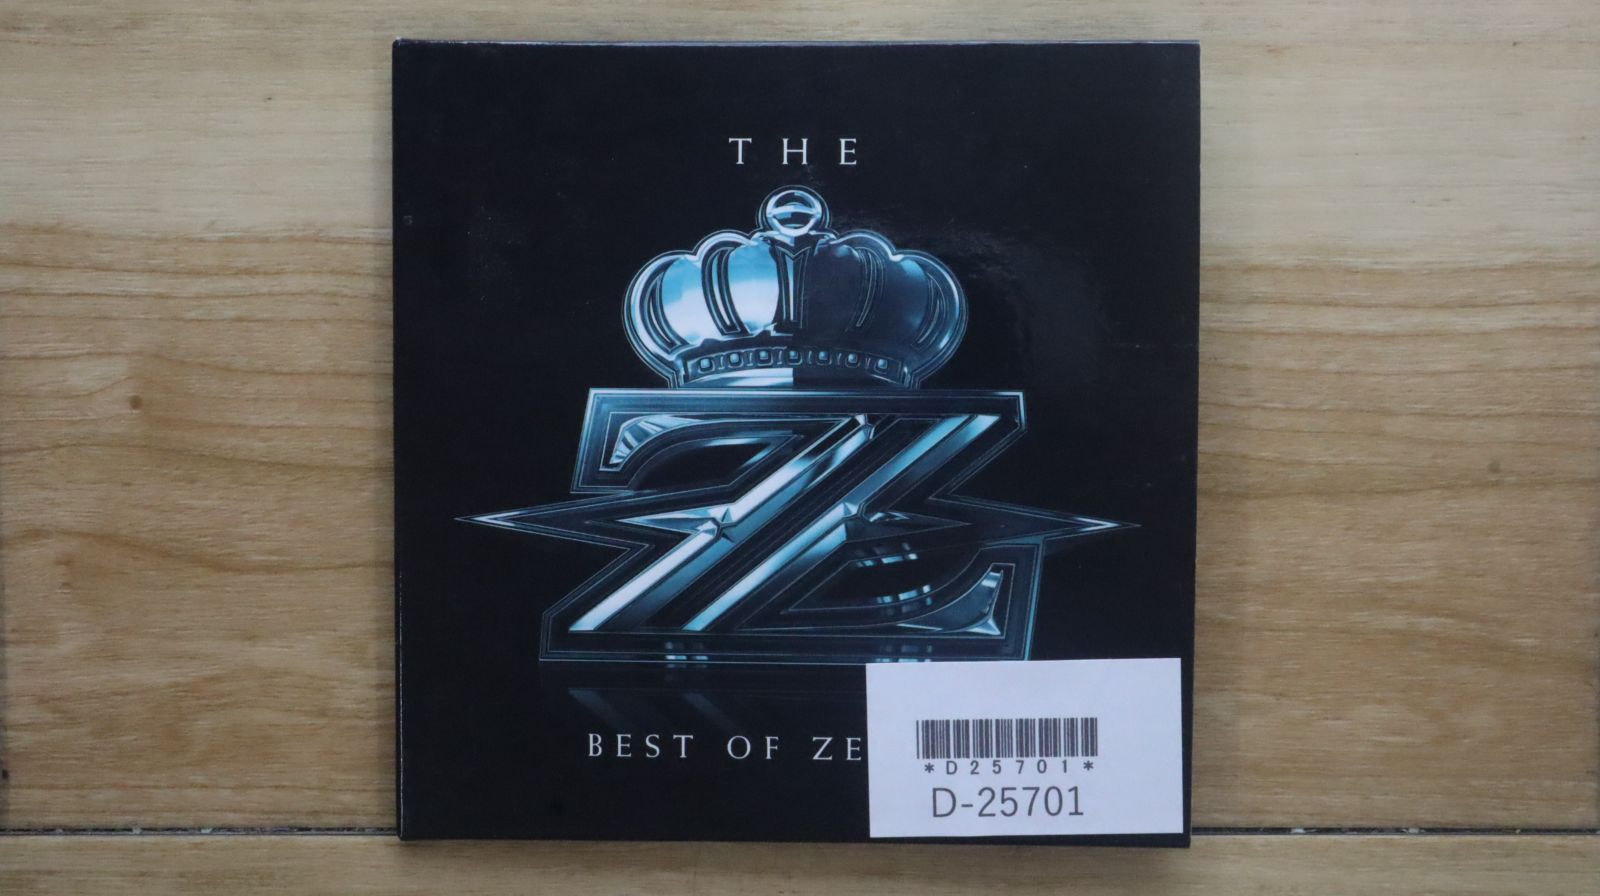 THE
Z
BEST OF ZE
*D25701*
D-25701